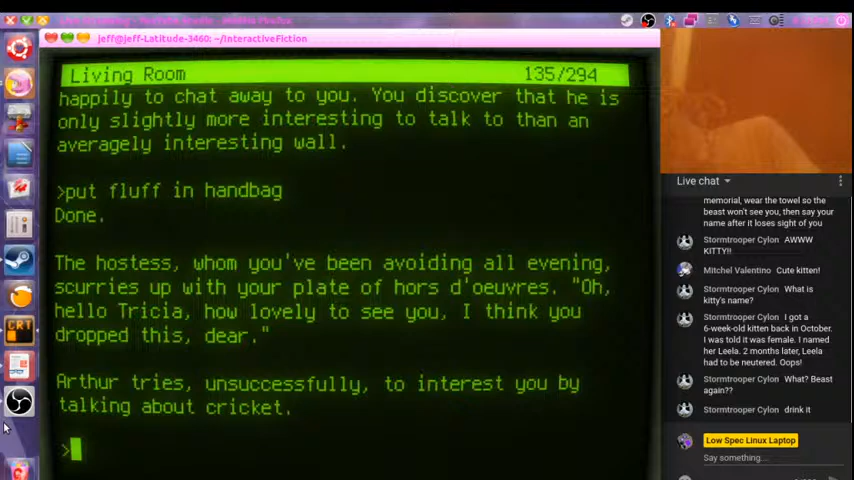 jeff@jeff-Latitude-3460: ~/InteractiveFiction
Living Room 135/294
happily to chat away to you. You discover that he is
only slightly more interesting to talk to than an
averagely interesting wall.
>put fluff in handbag
Done.
The hostess, whom you've been avoiding all evening,
scurries up with your plate of hors d'oeuvres. "Oh,
hello Tricia, how lovely to see you, I think you
dropped this, dear."
Arthur tries, unsuccessfully, to interest you by
talking about cricket.
>
CRT
Live chat
memorial, wear the towel so the
beast won't see you, then say your
name after it loses sight of you
Stormtrooper Cylon AWWW
KITTY!!
Mitchel Valentino Cute kitten!
Stormtrooper Cylon What is
kitty's name?
Stormtrooper Cylon I got a
6-week-old kitten back in October.
I was told it was female. I named
her Leela. 2 months later, Leela
had to be neutered. Oops!
Stormtrooper Cylon What? Beast
again??
Stormtrooper Cylon drink it
Low Spec Linux Laptop
Say something...